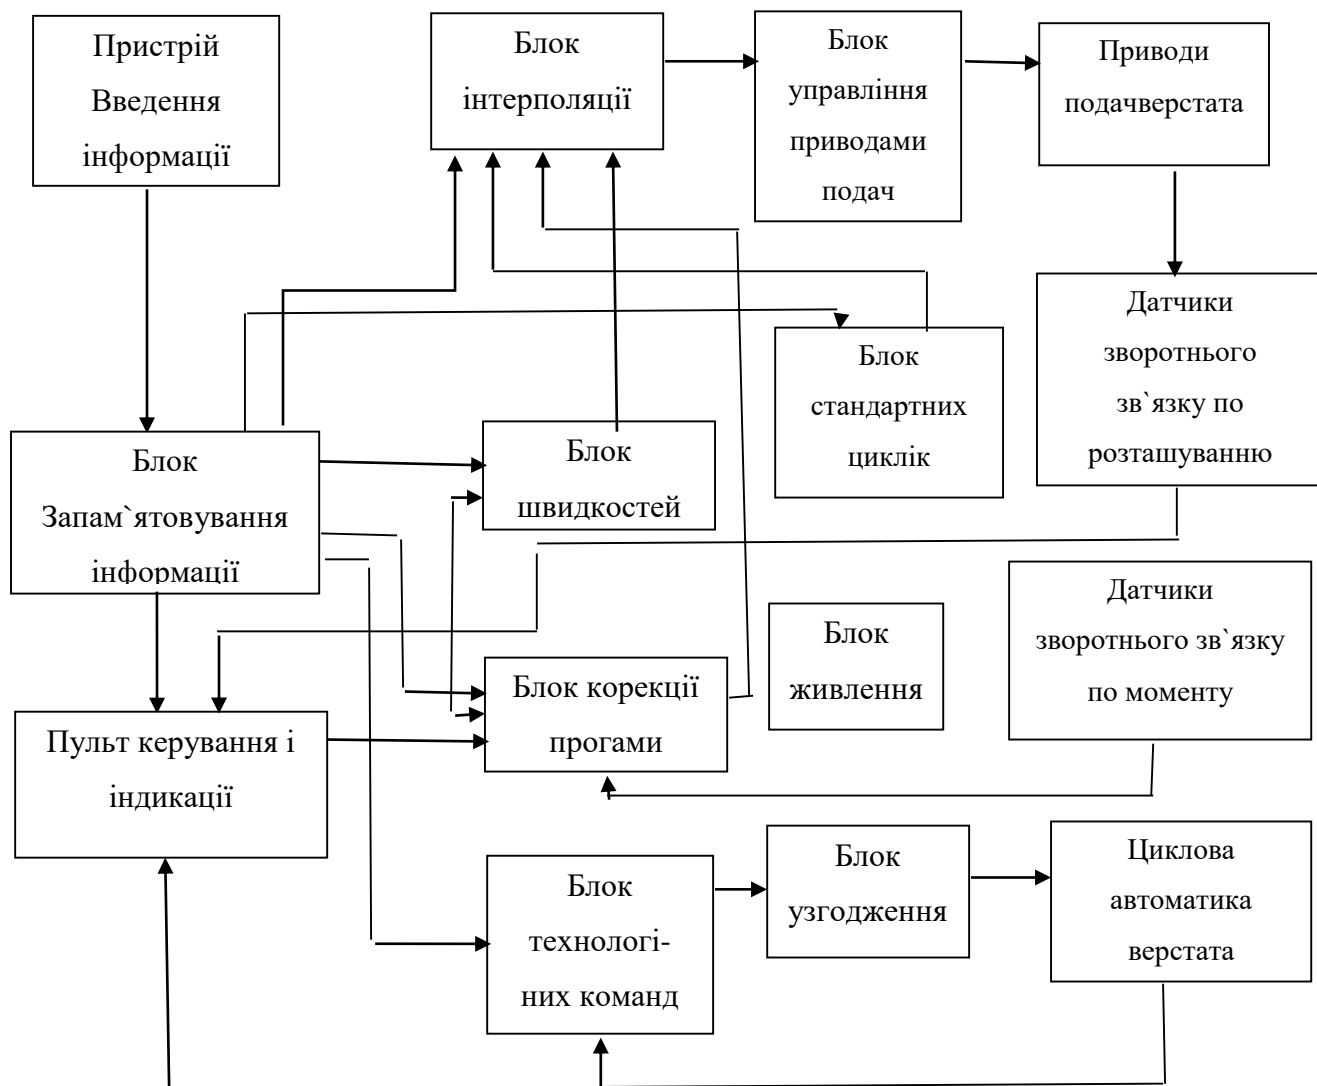 Пристрій
Введення
інформації
Блок
інтерполяції
Блок
управління
приводами
подач
Приводи
подачверстата
Датчики
зворотнього
зв`язку по
розташуванню
Блок
стандартних
циклік
Блок
Запам`ятовування
інформації
Блок
швидкостей
Датчики
зворотнього зв`язку
по моменту
Блок
живлення
Блок корекції
прогами
Пульт керування і
індикації
Блок
технологі-
них команд
Блок
узгодження
Циклова
автоматика
верстата